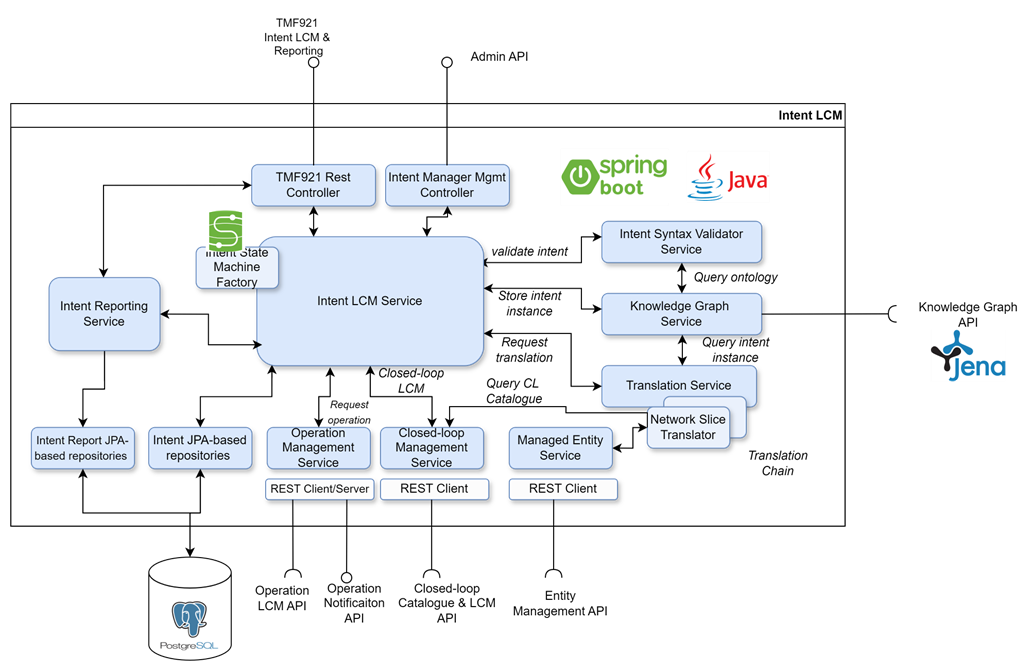 TMF921
Intent LCM &
Reporting
Admin API
Intent LCM
TMF921 Rest
Controller
Intent Manager Mgmt
Controller
spring
boot
Java
Intent State
Machine
Factory
Intent LCM Service
validate intent
Intent Syntax Validator
Service
Query ontology
Intent Reporting
Service
Store intent
instance
Knowledge Graph
Service
Knowledge Graph
API
Jena
Request
translation
Query intent
instance
Closed-loop
LCM
Query CL
Catalogue
Translation Service
Request
operation
Network Slice
Translator
Translation
Chain
Intent Report JPA-
based repositories
Intent JPA-based
repositories
Operation
Management
Service
Closed-loop
Management
Service
Managed Entity
Service
REST Client/Server
REST Client
REST Client
Operation
LCM API
Operation
Notificaiton
API
Closed-loop
Catalogue & LCM
API
Entity
Management API
PostgreSQL